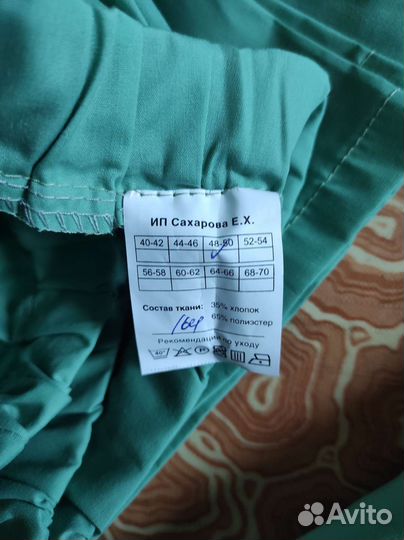 ИП Сахарова Е.Х.
40-42 44-46 48-50 52-54
56-58 60-62 64-66 68-70
Состав ткани: 35% хлопок
65% полиэстер
Рекомендации по уходу
40°
Avito